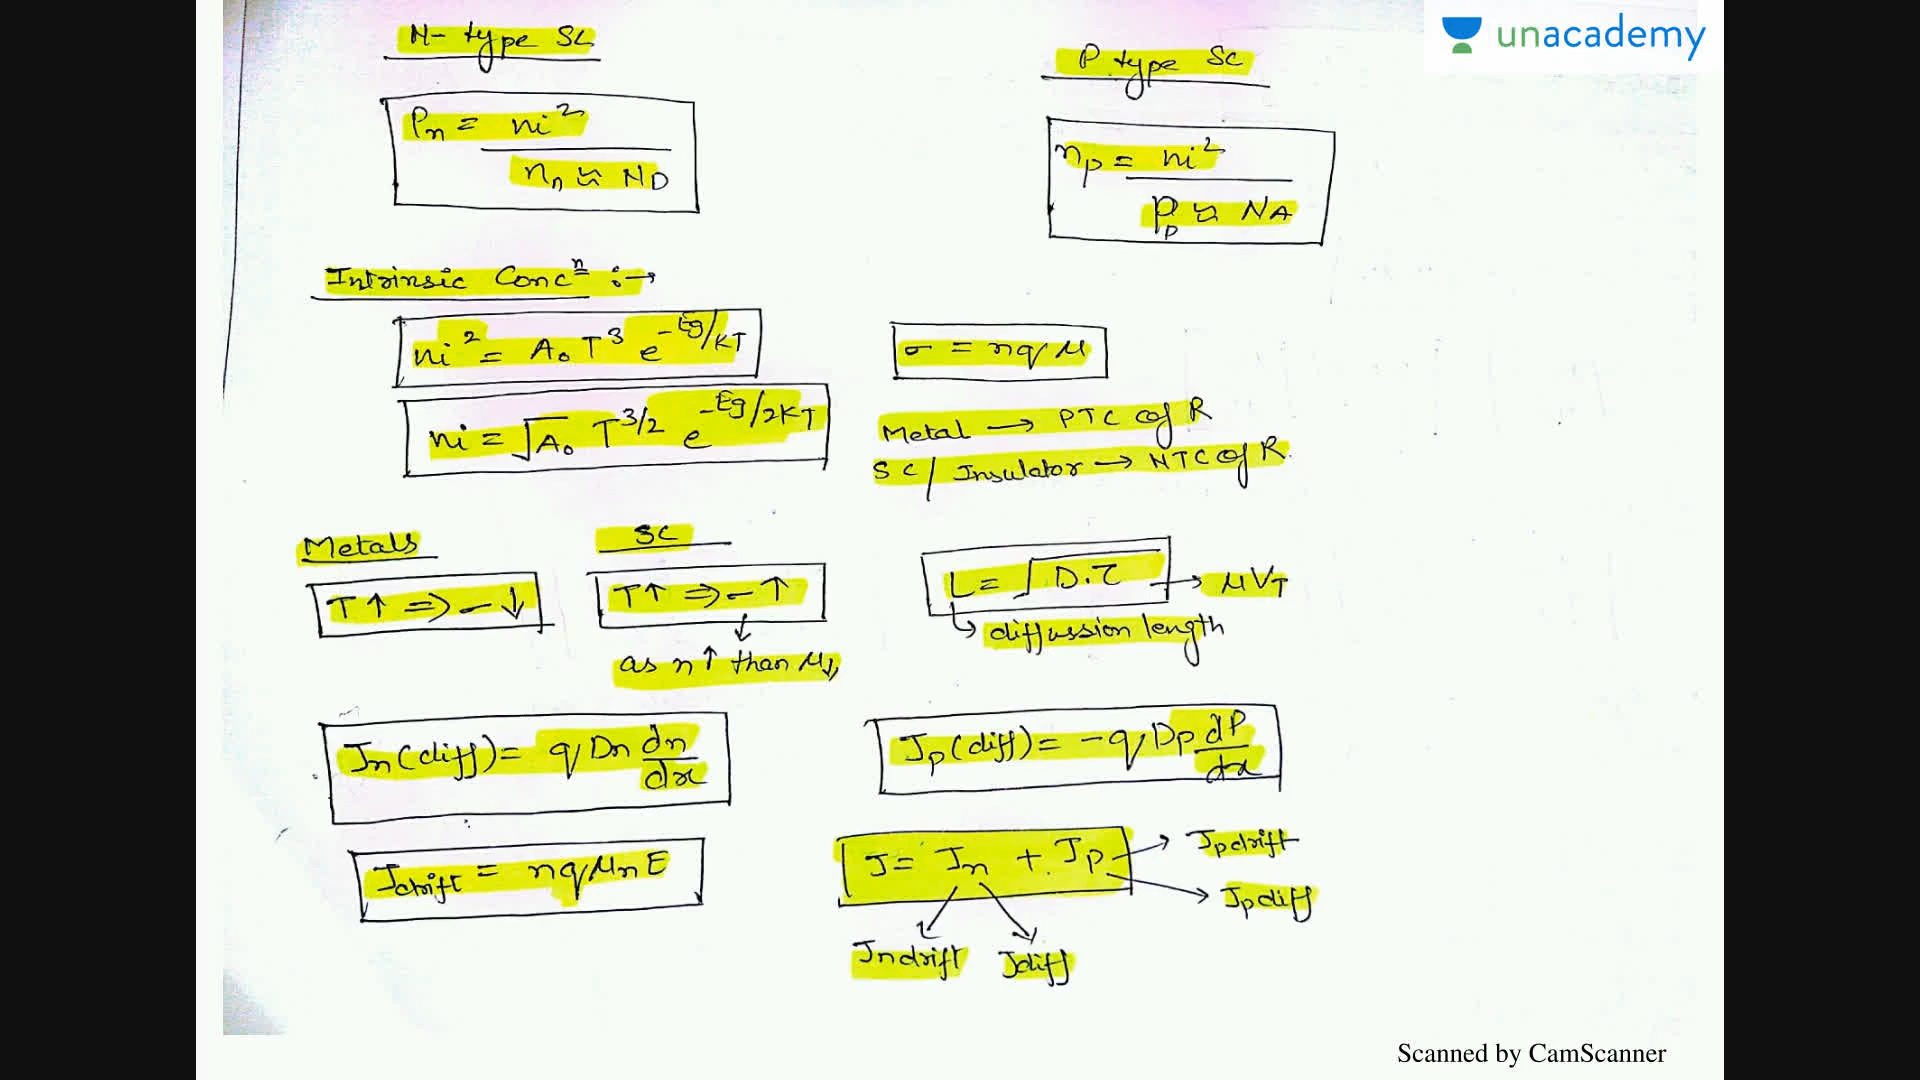 unacademy
N- type SC
P type SC
Pn = ni²
nn ≈ ND
np = ni²
Pp ≈ NA
Intrinsic Concⁿ :→
ni² = A₀ T³ e^-Eg/KT
σ = nqμ
ni = √A₀ T^3/2 e^-Eg/2KT
Metal → PTC of R
SC / Insulator → NTC of R.
Metals
SC
T↑ ⇒ σ ↓
T↑ ⇒ σ ↑
L = √D.τ → μVT
diffussion length
as n↑ than μ↓
Jn (diff) = q Dn dn/dx
Jp (diff) = -q Dp dP/dx
Jdrift = nqμn E
J = Jn + Jp
Jpdrift
Jpdiff
Jndrift Jdiff
Scanned by CamScanner